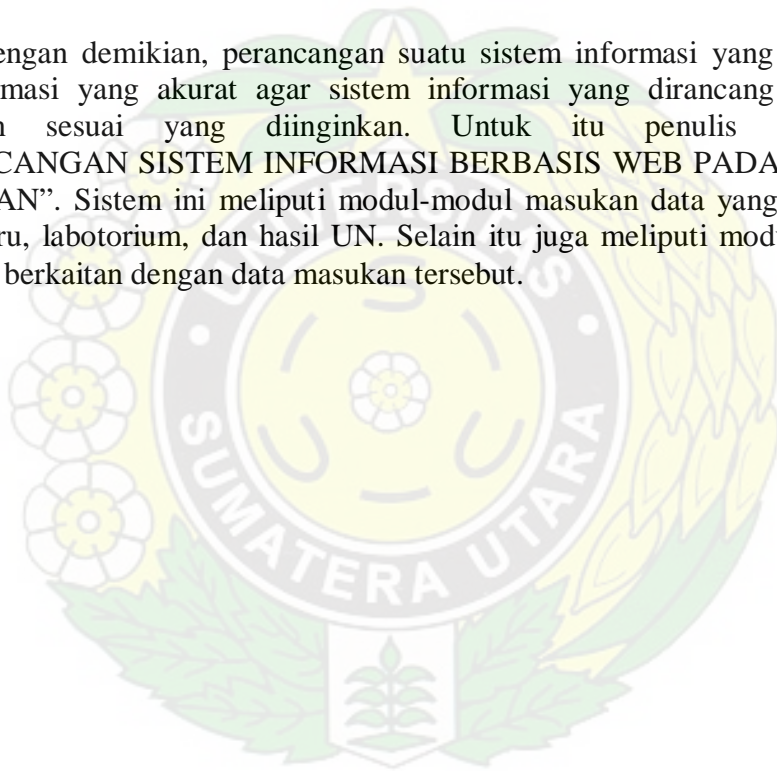 engan demikian, perancangan suatu sistem informasi yang
masi yang akurat agar sistem informasi yang dirancang
sesuai yang diinginkan. Untuk itu penulis
CANGAN SISTEM INFORMASI BERBASIS WEB PADA
AN”. Sistem ini meliputi modul-modul masukan data yang
ru, labotorium, dan hasil UN. Selain itu juga meliputi mod
berkaitan dengan data masukan tersebut.
UNIVERSITAS
SUMATERA UTARA